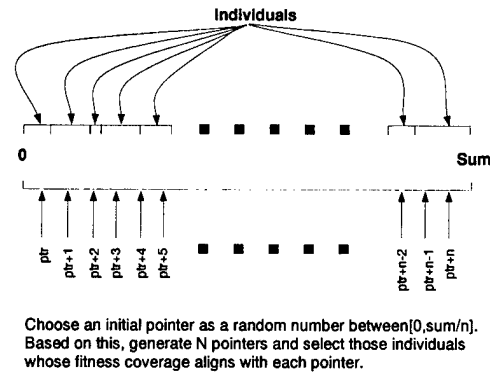 Individuals
0
Sum
ptr
ptr+1
ptr+2
ptr+3
ptr+4
ptr+5
ptr+n-2
ptr+n-1
ptr+n
Choose an initial pointer as a random number between[0,sum/n].
Based on this, generate N pointers and select those individuals
whose fitness coverage aligns with each pointer.